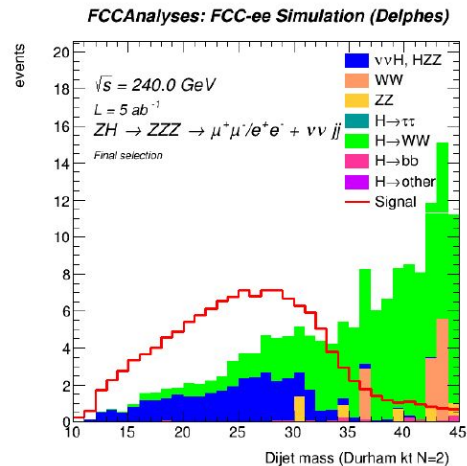 FCCAnalyses: FCC-ee Simulation (Delphes)
events
√s = 240.0 GeV
L = 5 ab⁻¹
ZH → ZZZ → μ⁺μ⁻/e⁺e⁻ + νν jj
Final selection
ννH, HZZ
WW
ZZ
H→ττ
H→WW
H→bb
H→other
Signal
20
18
16
14
12
10
8
6
4
2
0
10 15 20 25 30 35 40 45
Dijet mass (Durham kt N=2)